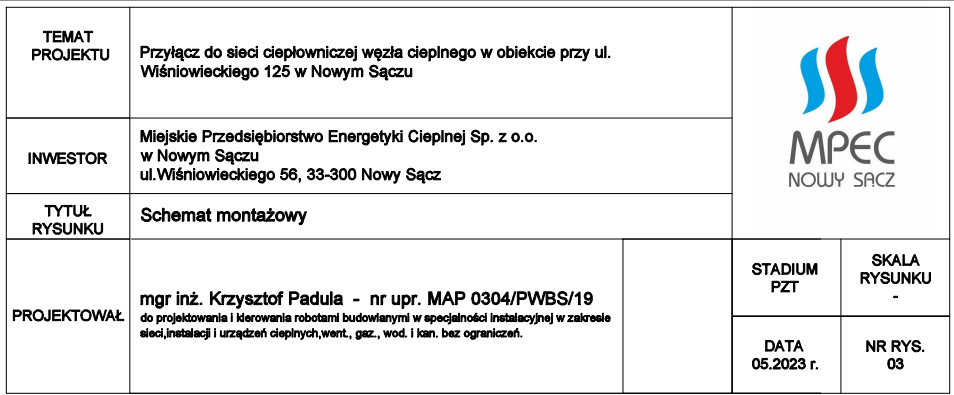 TEMAT
PROJEKTU
Przyłącz do sieci ciepłowniczej węzła cieplnego w obiekcie przy ul.
Wiśniowieckiego 125 w Nowym Sączu
MPEC
NOWY SĄCZ
INWESTOR
Miejskie Przedsiębiorstwo Energetyki Cieplnej Sp. z o.o.
w Nowym Sączu
ul.Wiśniowieckiego 56, 33-300 Nowy Sącz
TYTUŁ
RYSUNKU
Schemat montażowy
PROJEKTOWAŁ
mgr inż. Krzysztof Padula - nr upr. MAP 0304/PWBS/19
do projektowania i kierowania robotami budowlanymi w specjalności instalacyjnej w zakresie
sieci,instalacji i urządzeń cieplnych,went., gaz., wod. i kan. bez ograniczeń.
STADIUM
PZT
SKALA
RYSUNKU
-
DATA
05.2023 r.
NR RYS.
03